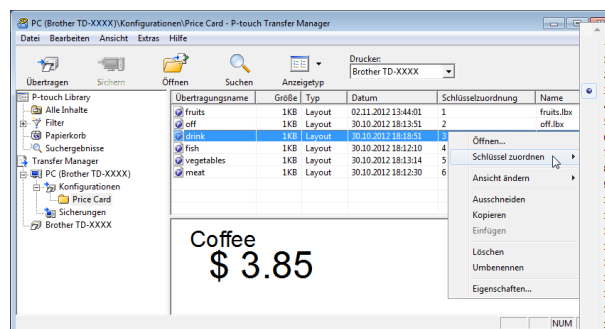 PC (Brother TD-XXXX)\Konfigurationen\Price Card - P-touch Transfer Manager
Datei Bearbeiten Ansicht Extras Hilfe
Übertragen Sichern Öffnen Suchen Anzeigetyp
Drucker:
Brother TD-XXXX
P-touch Library
Alle Inhalte
Filter
Papierkorb
Suchergebnisse
Transfer Manager
PC (Brother TD-XXXX)
Konfigurationen
Price Card
Sicherungen
Brother TD-XXXX
Übertragungsname Größe Typ Datum Schlüsselzuordnung Name
fruits 1KB Layout 02.11.2012 13:44:01 1 fruits.lbx
off 1KB Layout 30.10.2012 18:13:51 2 off.lbx
drink 1KB Layout 30.10.2012 18:18:51 3
fish 1KB Layout 30.10.2012 18:12:10 4
vegetables 1KB Layout 30.10.2012 18:13:14 5
meat 1KB Layout 30.10.2012 18:12:30 6
Öffnen...
Schlüssel zuordnen
Ansicht ändern
Ausschneiden
Kopieren
Einfügen
Löschen
Umbenennen
Eigenschaften...
Coffee
$ 3.85
NUM